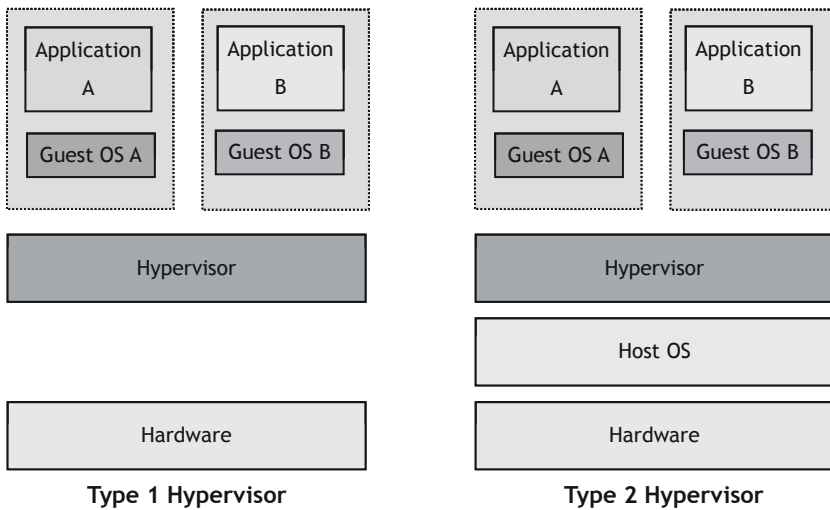 Application
A
Guest OS A
Application
B
Guest OS B
Hypervisor
Hardware
Type 1 Hypervisor
Application
A
Guest OS A
Application
B
Guest OS B
Hypervisor
Host OS
Hardware
Type 2 Hypervisor